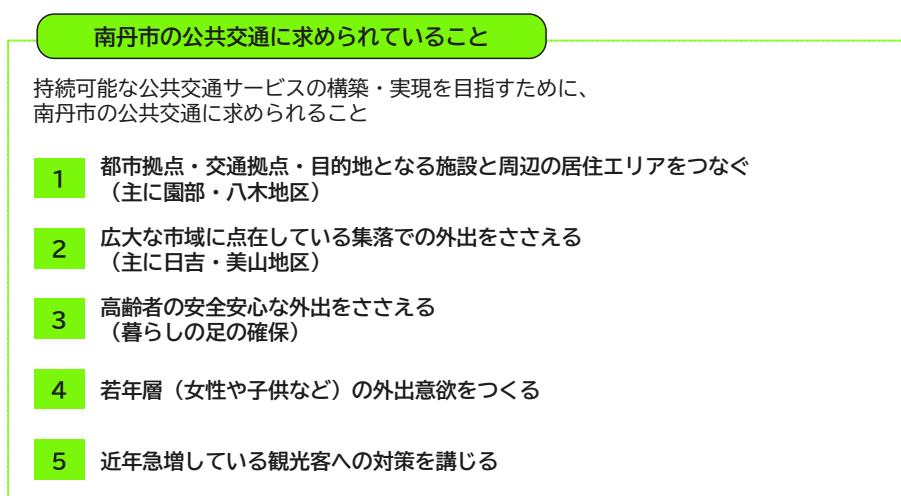 南丹市の公共交通に求められていること
持続可能な公共交通サービスの構築・実現を目指すために、
南丹市の公共交通に求められること
1 都市拠点・交通拠点・目的地となる施設と周辺の居住エリアをつなぐ
（主に園部・八木地区）
2 広大な市域に点在している集落での外出をささえる
（主に日吉・美山地区）
3 高齢者の安全安心な外出をささえる
（暮らしの足の確保）
4 若年層（女性や子供など）の外出意欲をつくる
5 近年急増している観光客への対策を講じる